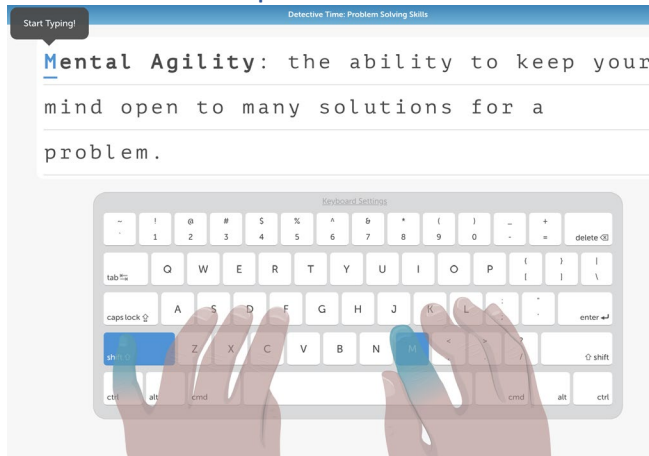 Detective Time: Problem Solving Skills
Start Typing!
Mental Agility: the ability to keep your
mind open to many solutions for a
problem.
Keyboard Settings
~ ! @ # $ % ^ & * ( ) _ +
` 1 2 3 4 5 6 7 8 9 0 - = delete
tab Q W E R T Y U I O P { } |
[ ] \
caps lock A S D F G H J K L : "
; ' enter
shift Z X C V B N M < > ?
/ shift
ctrl alt cmd cmd alt ctrl